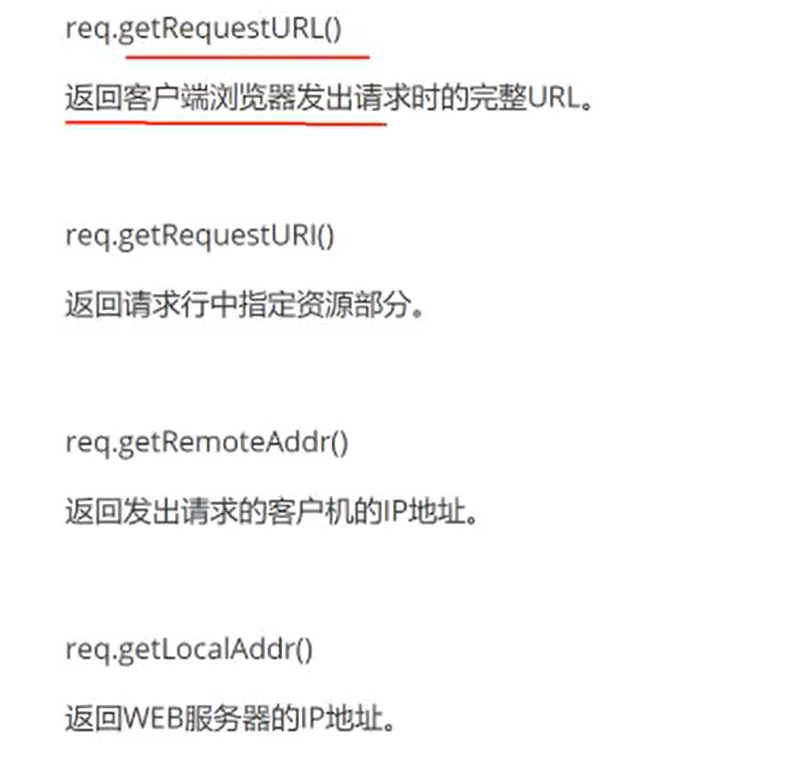 req.getRequestURL()
返回客户端浏览器发出请求时的完整URL。
req.getRequestURI()
返回请求行中指定资源部分。
req.getRemoteAddr()
返回发出请求的客户机的IP地址。
req.getLocalAddr()
返回WEB服务器的IP地址。